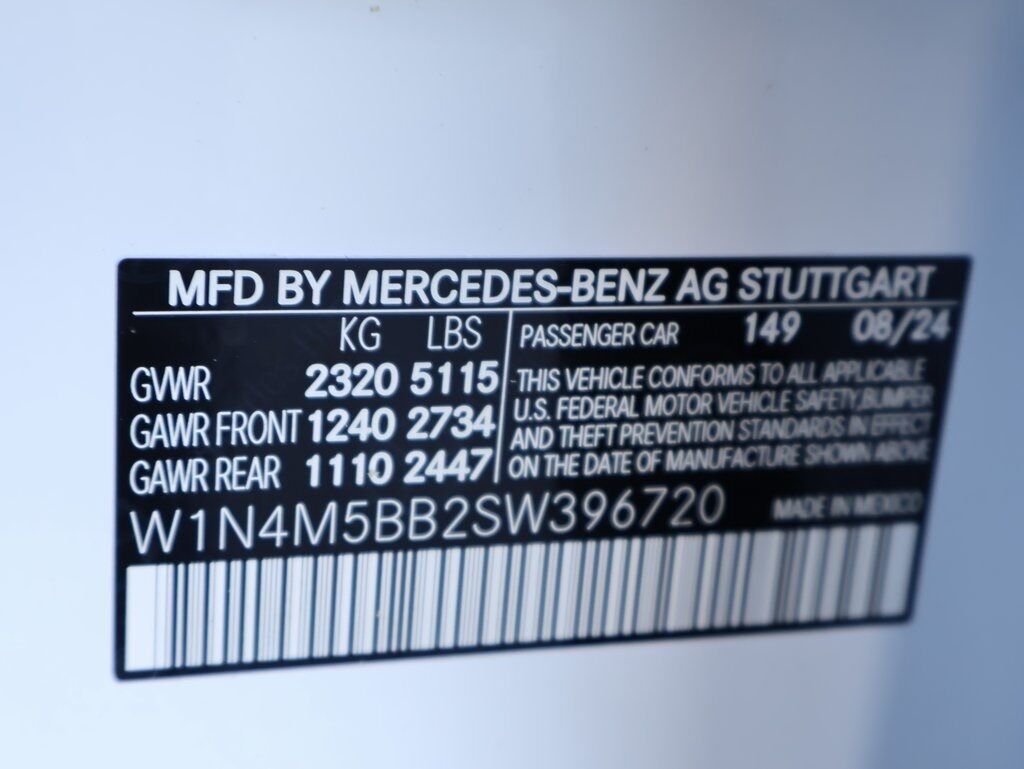 MFD BY MERCEDES-BENZ AG STUTTGART
KG LBS
GVWR 2320 5115
GAWR FRONT 1240 2734
GAWR REAR 1110 2447
PASSENGER CAR 149 08/24
THIS VEHICLE CONFORMS TO ALL APPLICABLE
U.S. FEDERAL MOTOR VEHICLE SAFETY,BUMPER
AND THEFT PREVENTION STANDARDS IN EFFECT
ON THE DATE OF MANUFACTURE SHOWN ABOVE
W1N4M5BB2SW396720
MADE IN MEXICO